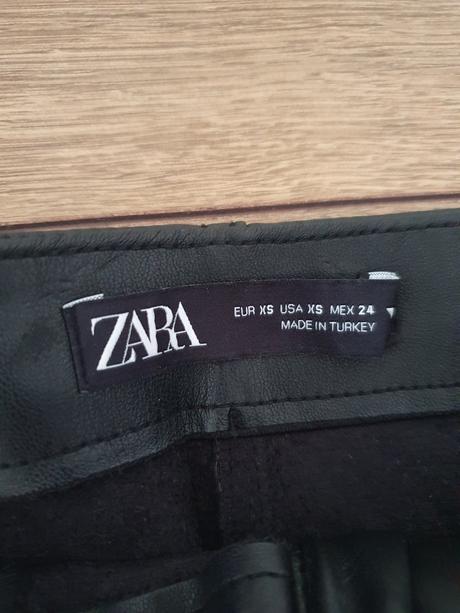 ZARA
EUR XS USA XS MEX 24
MADE IN TURKEY